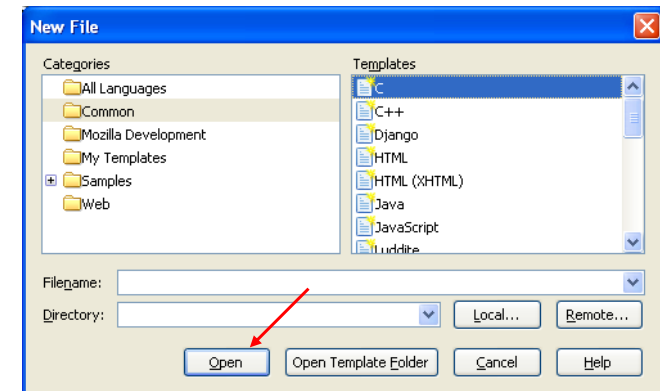 New File
Categories
All Languages
Common
Mozilla Development
My Templates
Samples
Web
Templates
C
C++
Django
HTML
HTML (XHTML)
Java
JavaScript
Luddite
Filename:
Directory:
Local...
Remote...
Open
Open Template Folder
Cancel
Help